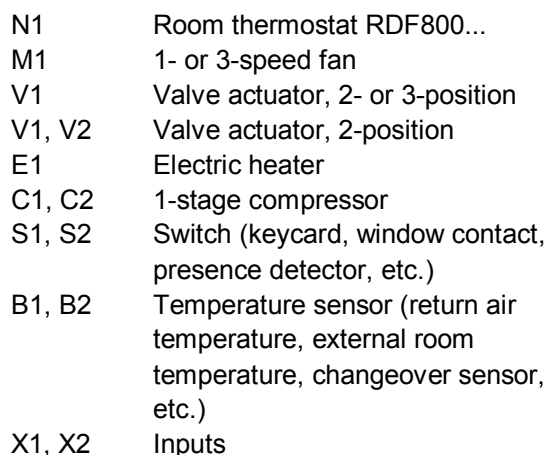 N1 Room thermostat RDF800...
M1 1- or 3-speed fan
V1 Valve actuator, 2- or 3-position
V1, V2 Valve actuator, 2-position
E1 Electric heater
C1, C2 1-stage compressor
S1, S2 Switch (keycard, window contact,
presence detector, etc.)
B1, B2 Temperature sensor (return air
temperature, external room
temperature, changeover sensor,
etc.)
X1, X2 Inputs